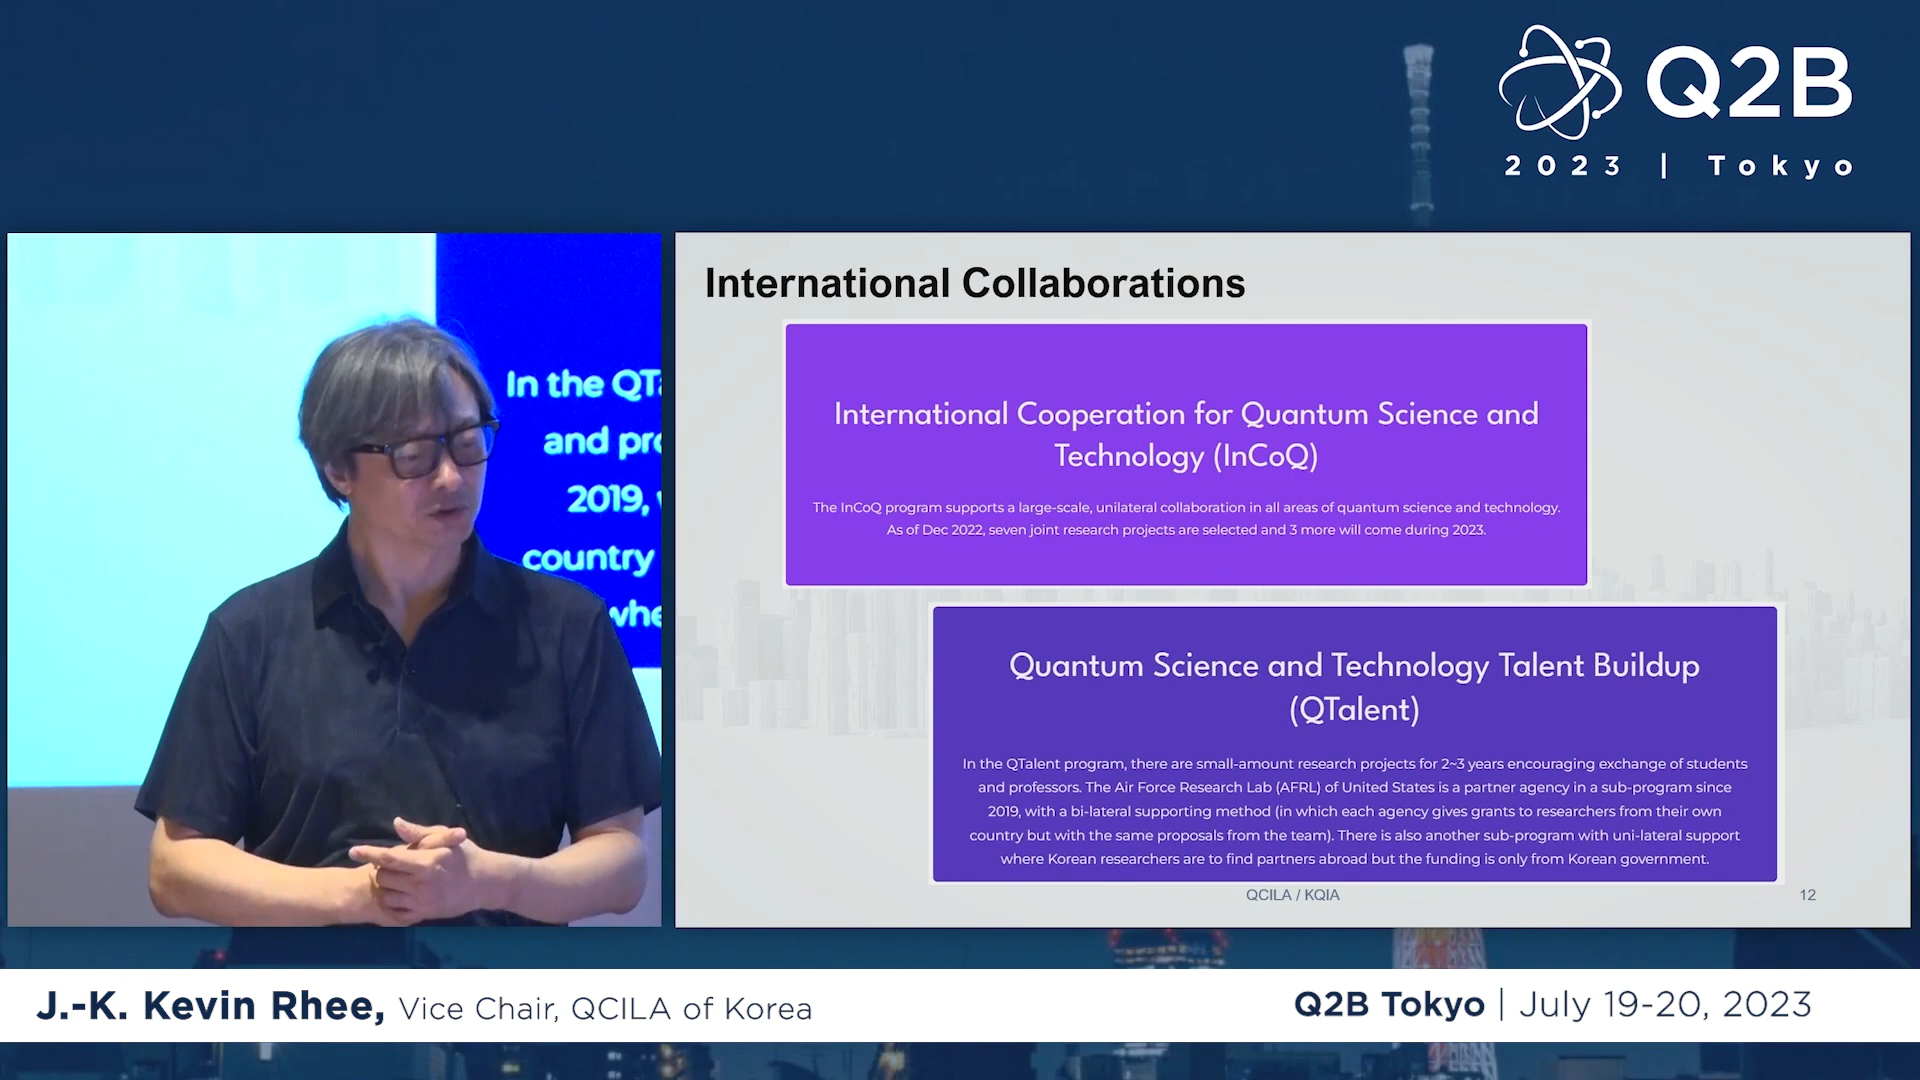 Q2B
2023 | Tokyo
In the QTa
and pro
2019,
country
whe
International Collaborations
International Cooperation for Quantum Science and
Technology (InCoQ)
The InCoQ program supports a large-scale, unilateral collaboration in all areas of quantum science and technology.
As of Dec 2022, seven joint research projects are selected and 3 more will come during 2023.
Quantum Science and Technology Talent Buildup
(QTalent)
In the QTalent program, there are small-amount research projects for 2~3 years encouraging exchange of students
and professors. The Air Force Research Lab (AFRL) of United States is a partner agency in a sub-program since
2019, with a bi-lateral supporting method (in which each agency gives grants to researchers from their own
country but with the same proposals from the team). There is also another sub-program with uni-lateral support
where Korean researchers are to find partners abroad but the funding is only from Korean government.
QCILA / KQIA
12
J.-K. Kevin Rhee, Vice Chair, QCILA of Korea
Q2B Tokyo | July 19-20, 2023